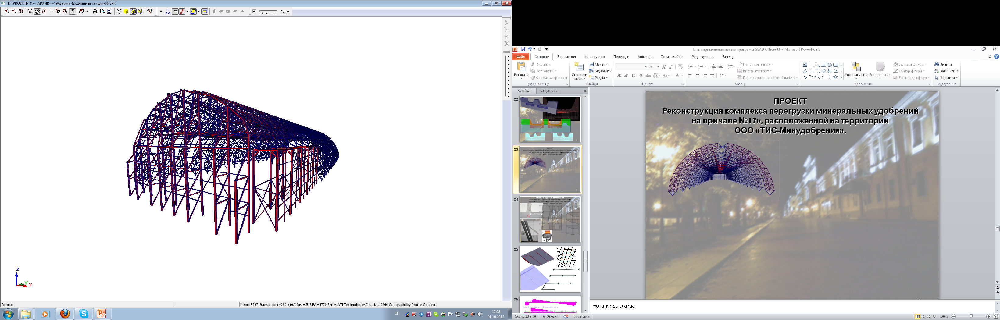 D:\PROEKTI-!!!\~~АРХИВ~~\@ферма 42\Длинная секция-06.SPR
13 мм
Z
Y
X
Готово
Узлов 3597 Элементов 9280 (10.7 fps)ASUS EAH6770 Series ATI Technologies Inc. 4.1.10666 Compatibility Profile Context
EN
17:08
01.10.2012
Опыт применения пакета программ SCAD Office-03 - Microsoft PowerPoint
Файл
Основне
Вставлення
Конструктор
Переходи
Анімація
Показ слайдів
Рецензування
Вигляд
Вставити
Вирізати
Копіювати
Формат за зразком
Буфер обміну
Створити слайд
Макет
Відновити
Розділ
Слайди
20
Шрифт
Напрямок тексту
Вирівняти текст
Перетворити на об'єкт SmartArt
Абзац
Упорядкувати
Експрес-стилі
Заливка фігури
Контур фігури
Ефекти для фігур
Креслення
Знайти
Замінити
Виділити
Редагування
Слайди
Структура
22
23
24
25
26
ПРОЕКТ
Реконструкция комплекса перегрузки минеральных удобрений
на причале №17», расположенной на территории
ООО «ТИС-Минудобрения».
Нотатки до слайда
Слайд 23 з 30
"6_Океан"
російська
100%